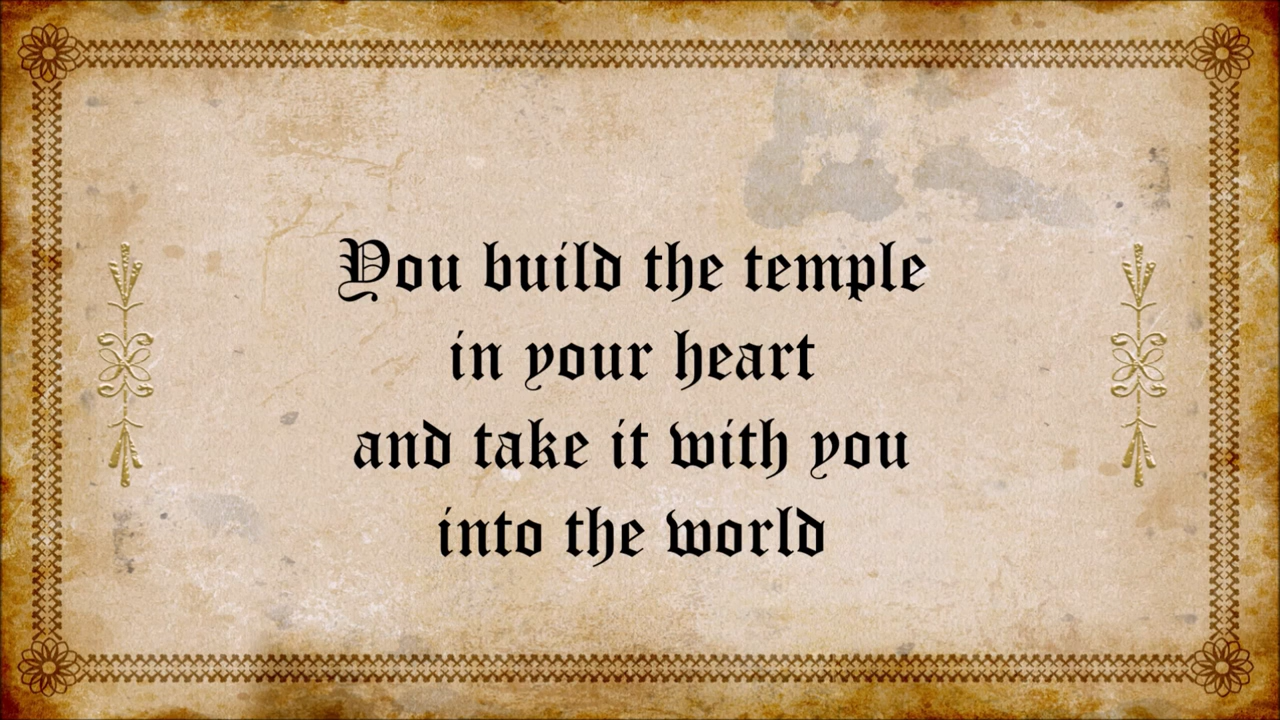 You build the temple
in your heart
and take it with you
into the world